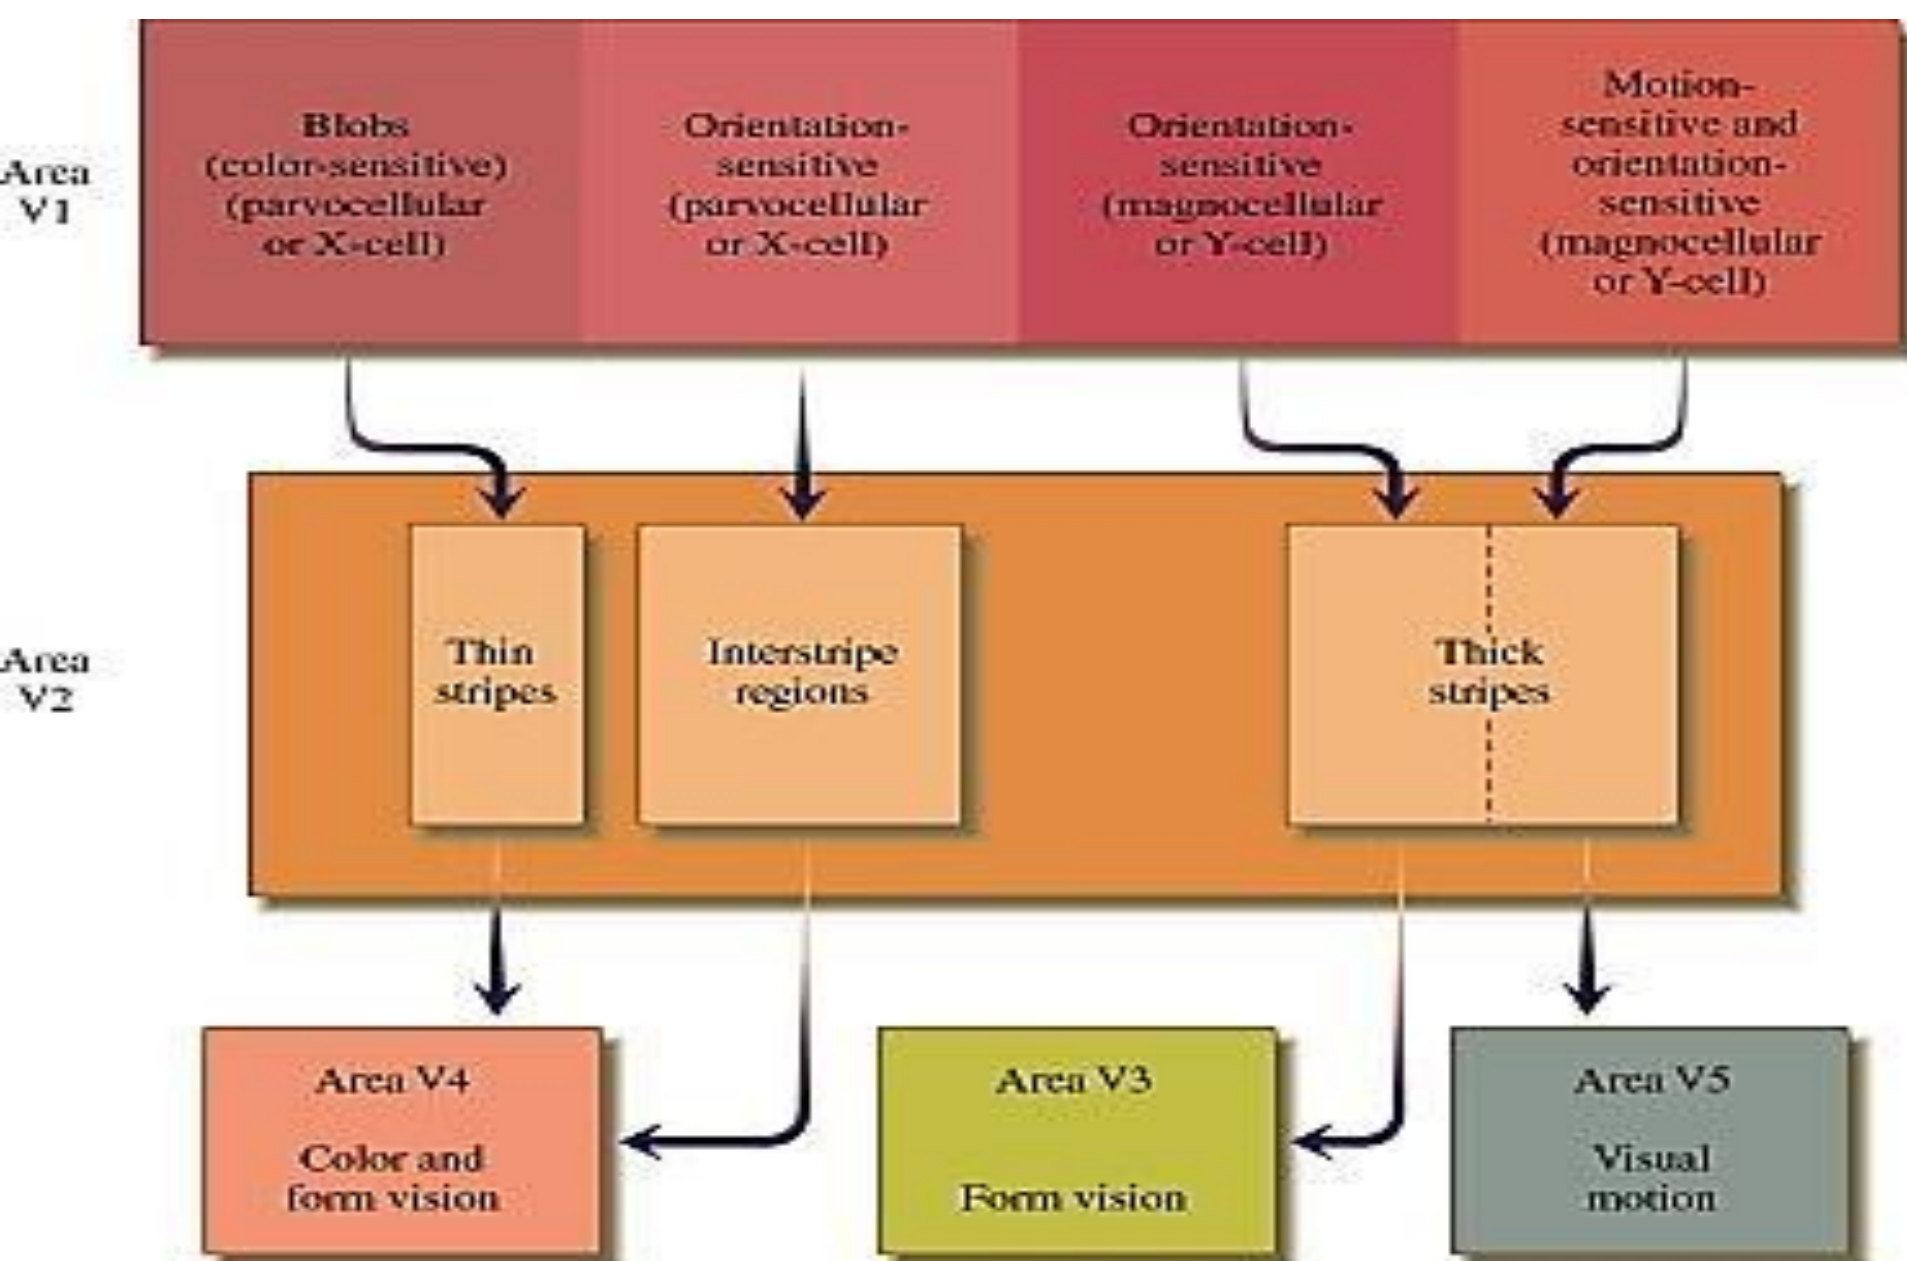 Area
V1
Blobs
(color-sensitive)
(parvocellular
or X-cell)
Orientation-
sensitive
(parvocellular
or X-cell)
Orientation-
sensitive
(magnocellular
or Y-cell)
Motion-
sensitive and
orientation-
sensitive
(magnocellular
or Y-cell)
Area
V2
Thin
stripes
Interstripe
regions
Thick
stripes
Area V4
Color and
form vision
Area V3
Form vision
Area V5
Visual
motion